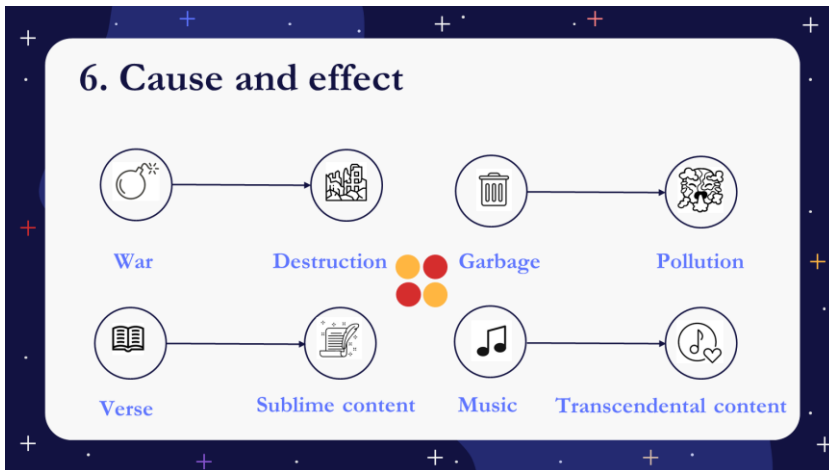 6. Cause and effect
War
Destruction
Garbage
Pollution
Verse
Sublime content
Music
Transcendental content